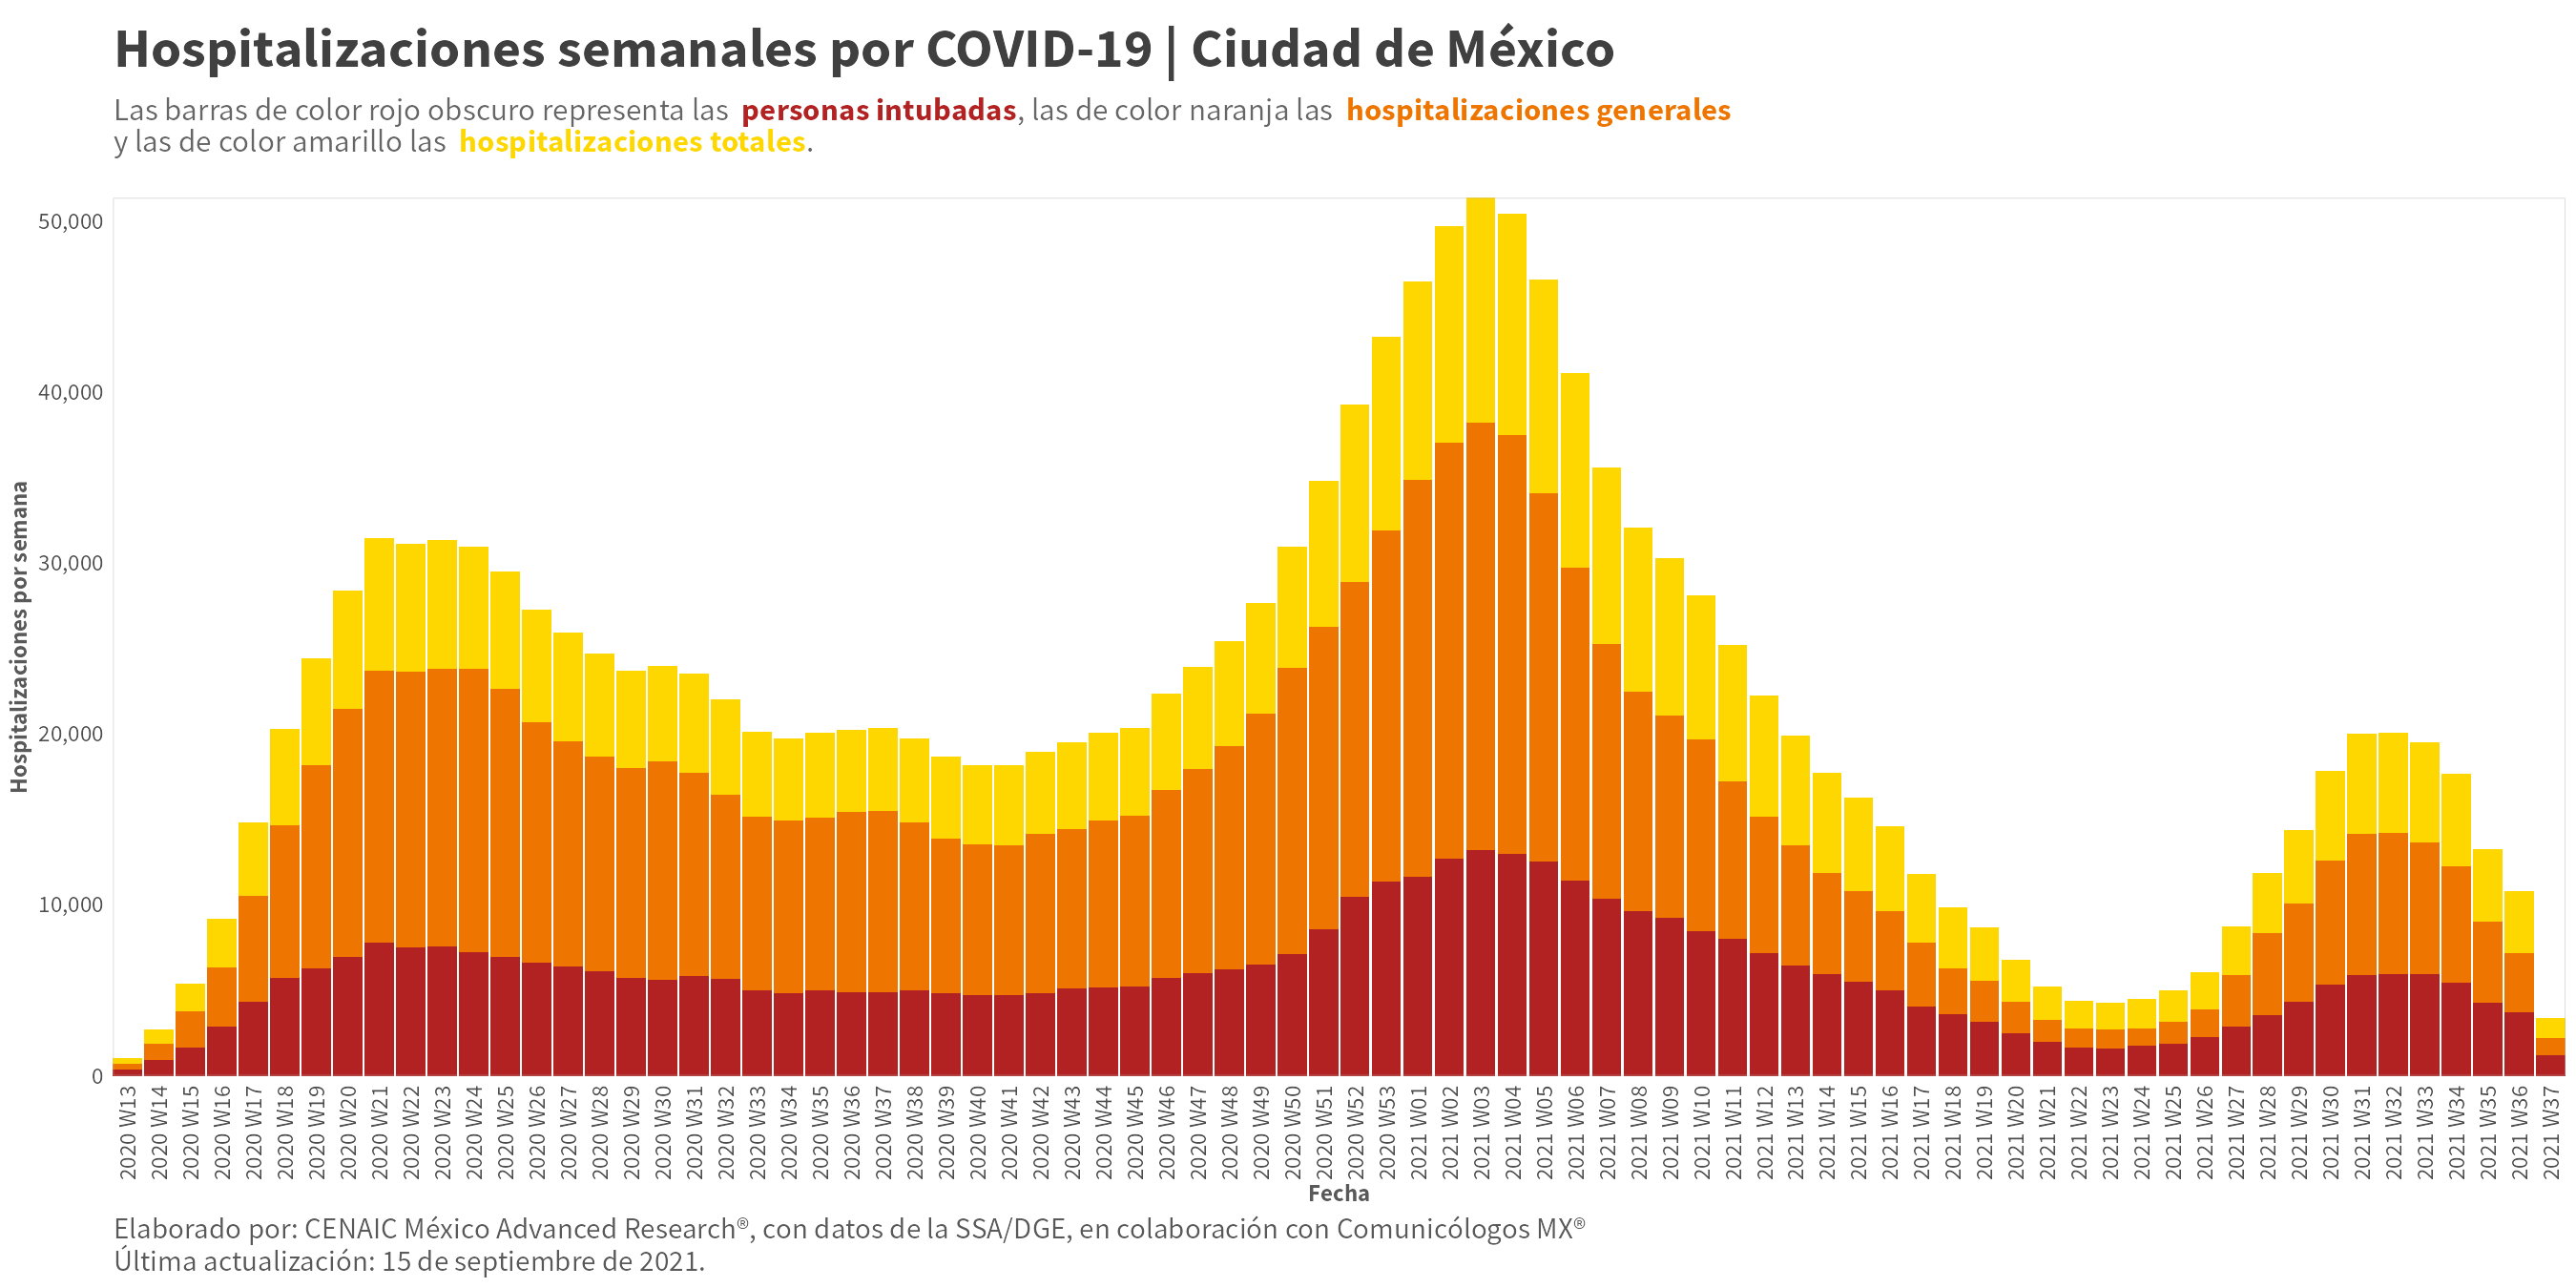 Hospitalizaciones semanales por COVID-19 | Ciudad de México
Las barras de color rojo obscuro representa las personas intubadas, las de color naranja las hospitalizaciones generales
y las de color amarillo las hospitalizaciones totales.
Hospitalizaciones por semana
50,000
40,000
30,000
20,000
10,000
0
2020 W13
2020 W14
2020 W15
2020 W16
2020 W17
2020 W18
2020 W19
2020 W20
2020 W21
2020 W22
2020 W23
2020 W24
2020 W25
2020 W26
2020 W27
2020 W28
2020 W29
2020 W30
2020 W31
2020 W32
2020 W33
2020 W34
2020 W35
2020 W36
2020 W37
2020 W38
2020 W39
2020 W40
2020 W41
2020 W42
2020 W43
2020 W44
2020 W45
2020 W46
2020 W47
2020 W48
2020 W49
2020 W50
2020 W51
2020 W52
2020 W53
2021 W01
2021 W02
2021 W03
2021 W04
2021 W05
2021 W06
2021 W07
2021 W08
2021 W09
2021 W10
2021 W11
2021 W12
2021 W13
2021 W14
2021 W15
2021 W16
2021 W17
2021 W18
2021 W19
2021 W20
2021 W21
2021 W22
2021 W23
2021 W24
2021 W25
2021 W26
2021 W27
2021 W28
2021 W29
2021 W30
2021 W31
2021 W32
2021 W33
2021 W34
2021 W35
2021 W36
2021 W37
Fecha
Elaborado por: CENAIC México Advanced Research®, con datos de la SSA/DGE, en colaboración con Comunicólogos MX®
Última actualización: 15 de septiembre de 2021.